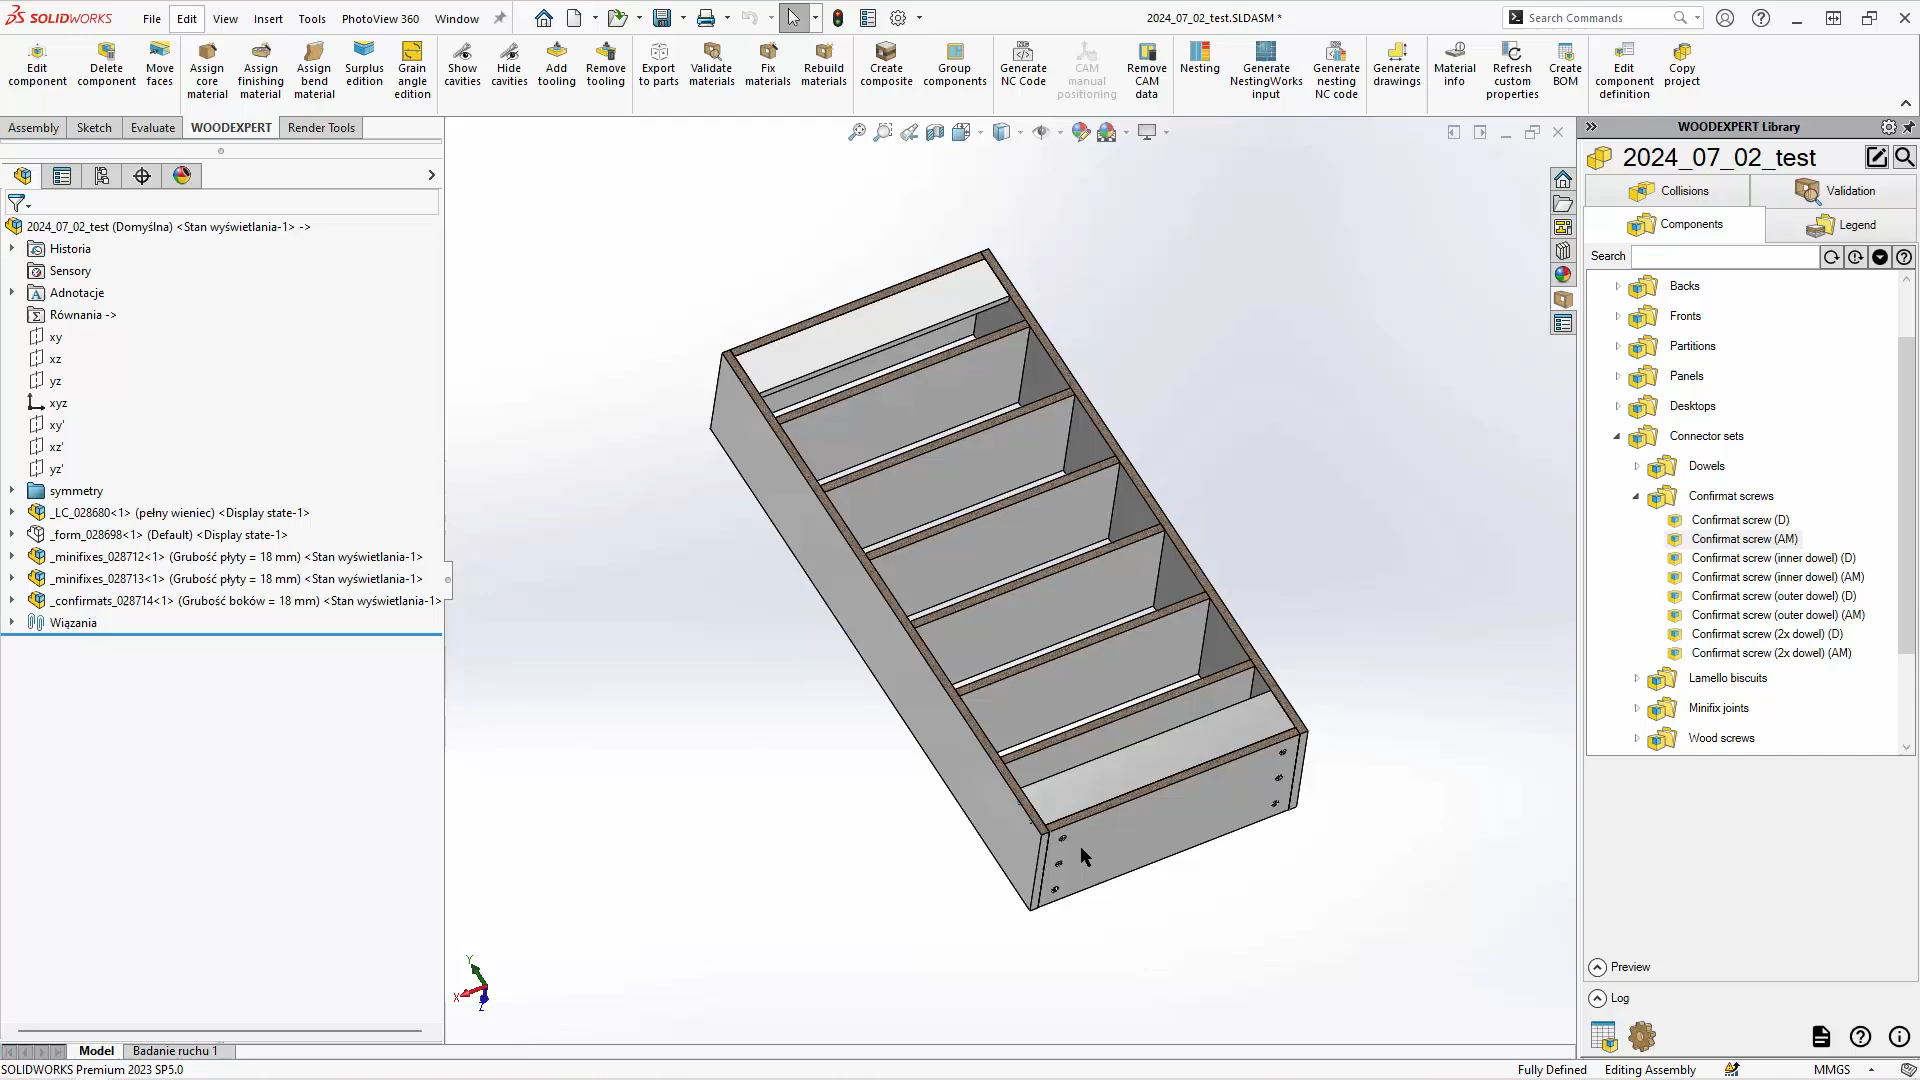 SOLIDWORKS
File
Edit
View
Insert
Tools
PhotoView 360
Window
2024_07_02_test.SLDASM *
Search Commands
Edit component
Delete component
Move faces
Assign core material
Assign finishing material
Assign bend material
Surplus edition
Grain angle edition
Show cavities
Hide cavities
Add tooling
Remove tooling
Export to parts
Validate materials
Fix materials
Rebuild materials
Create composite
Group components
Generate NC Code
CAM manual positioning
Remove CAM data
Nesting
Generate NestingWorks input
Generate nesting NC code
Generate drawings
Material info
Refresh custom properties
Create BOM
Edit component definition
Copy project
Assembly
Sketch
Evaluate
WOODEXPERT
Render Tools
2024_07_02_test (Domyślna) <Stan wyświetlania-1> ->
Historia
Sensory
Adnotacje
Równania ->
xy
xz
yz
xyz
xy'
xz'
yz'
symmetry
_LC_028680<1> (pełny wieniec) <Display state-1>
_form_028698<1> (Default) <Display state-1>
_minifixes_028712<1> (Grubość płyty = 18 mm) <Stan wyświetlania-1>
_minifixes_028713<1> (Grubość płyty = 18 mm) <Stan wyświetlania-1>
_confirmats_028714<1> (Grubość boków = 18 mm) <Stan wyświetlania-1>
Wiązania
Y
X
Z
WOODEXPERT Library
2024_07_02_test
Collisions
Validation
Components
Legend
Search
Backs
Fronts
Partitions
Panels
Desktops
Connector sets
Dowels
Confirmat screws
Confirmat screw (D)
Confirmat screw (AM)
Confirmat screw (inner dowel) (D)
Confirmat screw (inner dowel) (AM)
Confirmat screw (outer dowel) (D)
Confirmat screw (outer dowel) (AM)
Confirmat screw (2x dowel) (D)
Confirmat screw (2x dowel) (AM)
Lamello biscuits
Minifix joints
Wood screws
Preview
Log
Model
Badanie ruchu 1
SOLIDWORKS Premium 2023 SP5.0
Fully Defined
Editing Assembly
MMGS